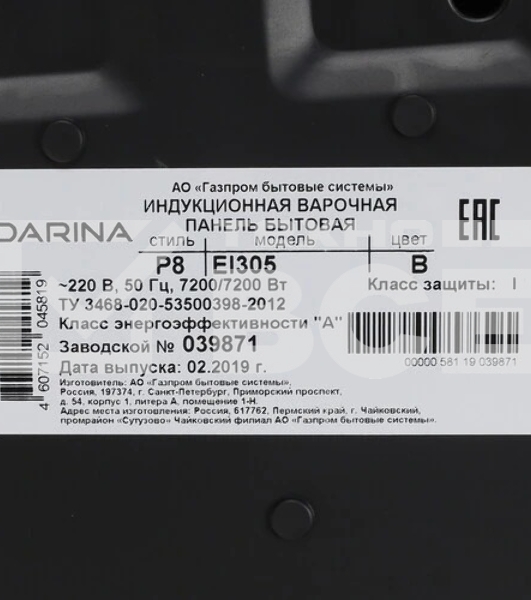 АО «Газпром бытовые системы»
ИНДУКЦИОННАЯ ВАРОЧНАЯ
ПАНЕЛЬ БЫТОВАЯ
DARINA
EAC
стиль модель цвет
P8 EI305 B
~220 В, 50 Гц, 7200/7200 Вт Класс защиты: I
ТУ 3468-020-53500398-2012
Класс энергоэффективности "А"
Заводской № 039871
Дата выпуска: 02.2019 г.
4 607152 045819
00000 581 19 039871
Изготовитель: АО «Газпром бытовые системы»,
Россия, 197374, г. Санкт-Петербург, Приморский проспект,
д. 54, корпус 1, литера А, помещение 1-Н.
Адрес места изготовления: Россия, 617762, Пермский край, г. Чайковский,
промрайон «Сутузово» Чайковский филиал АО «Газпром бытовые системы».